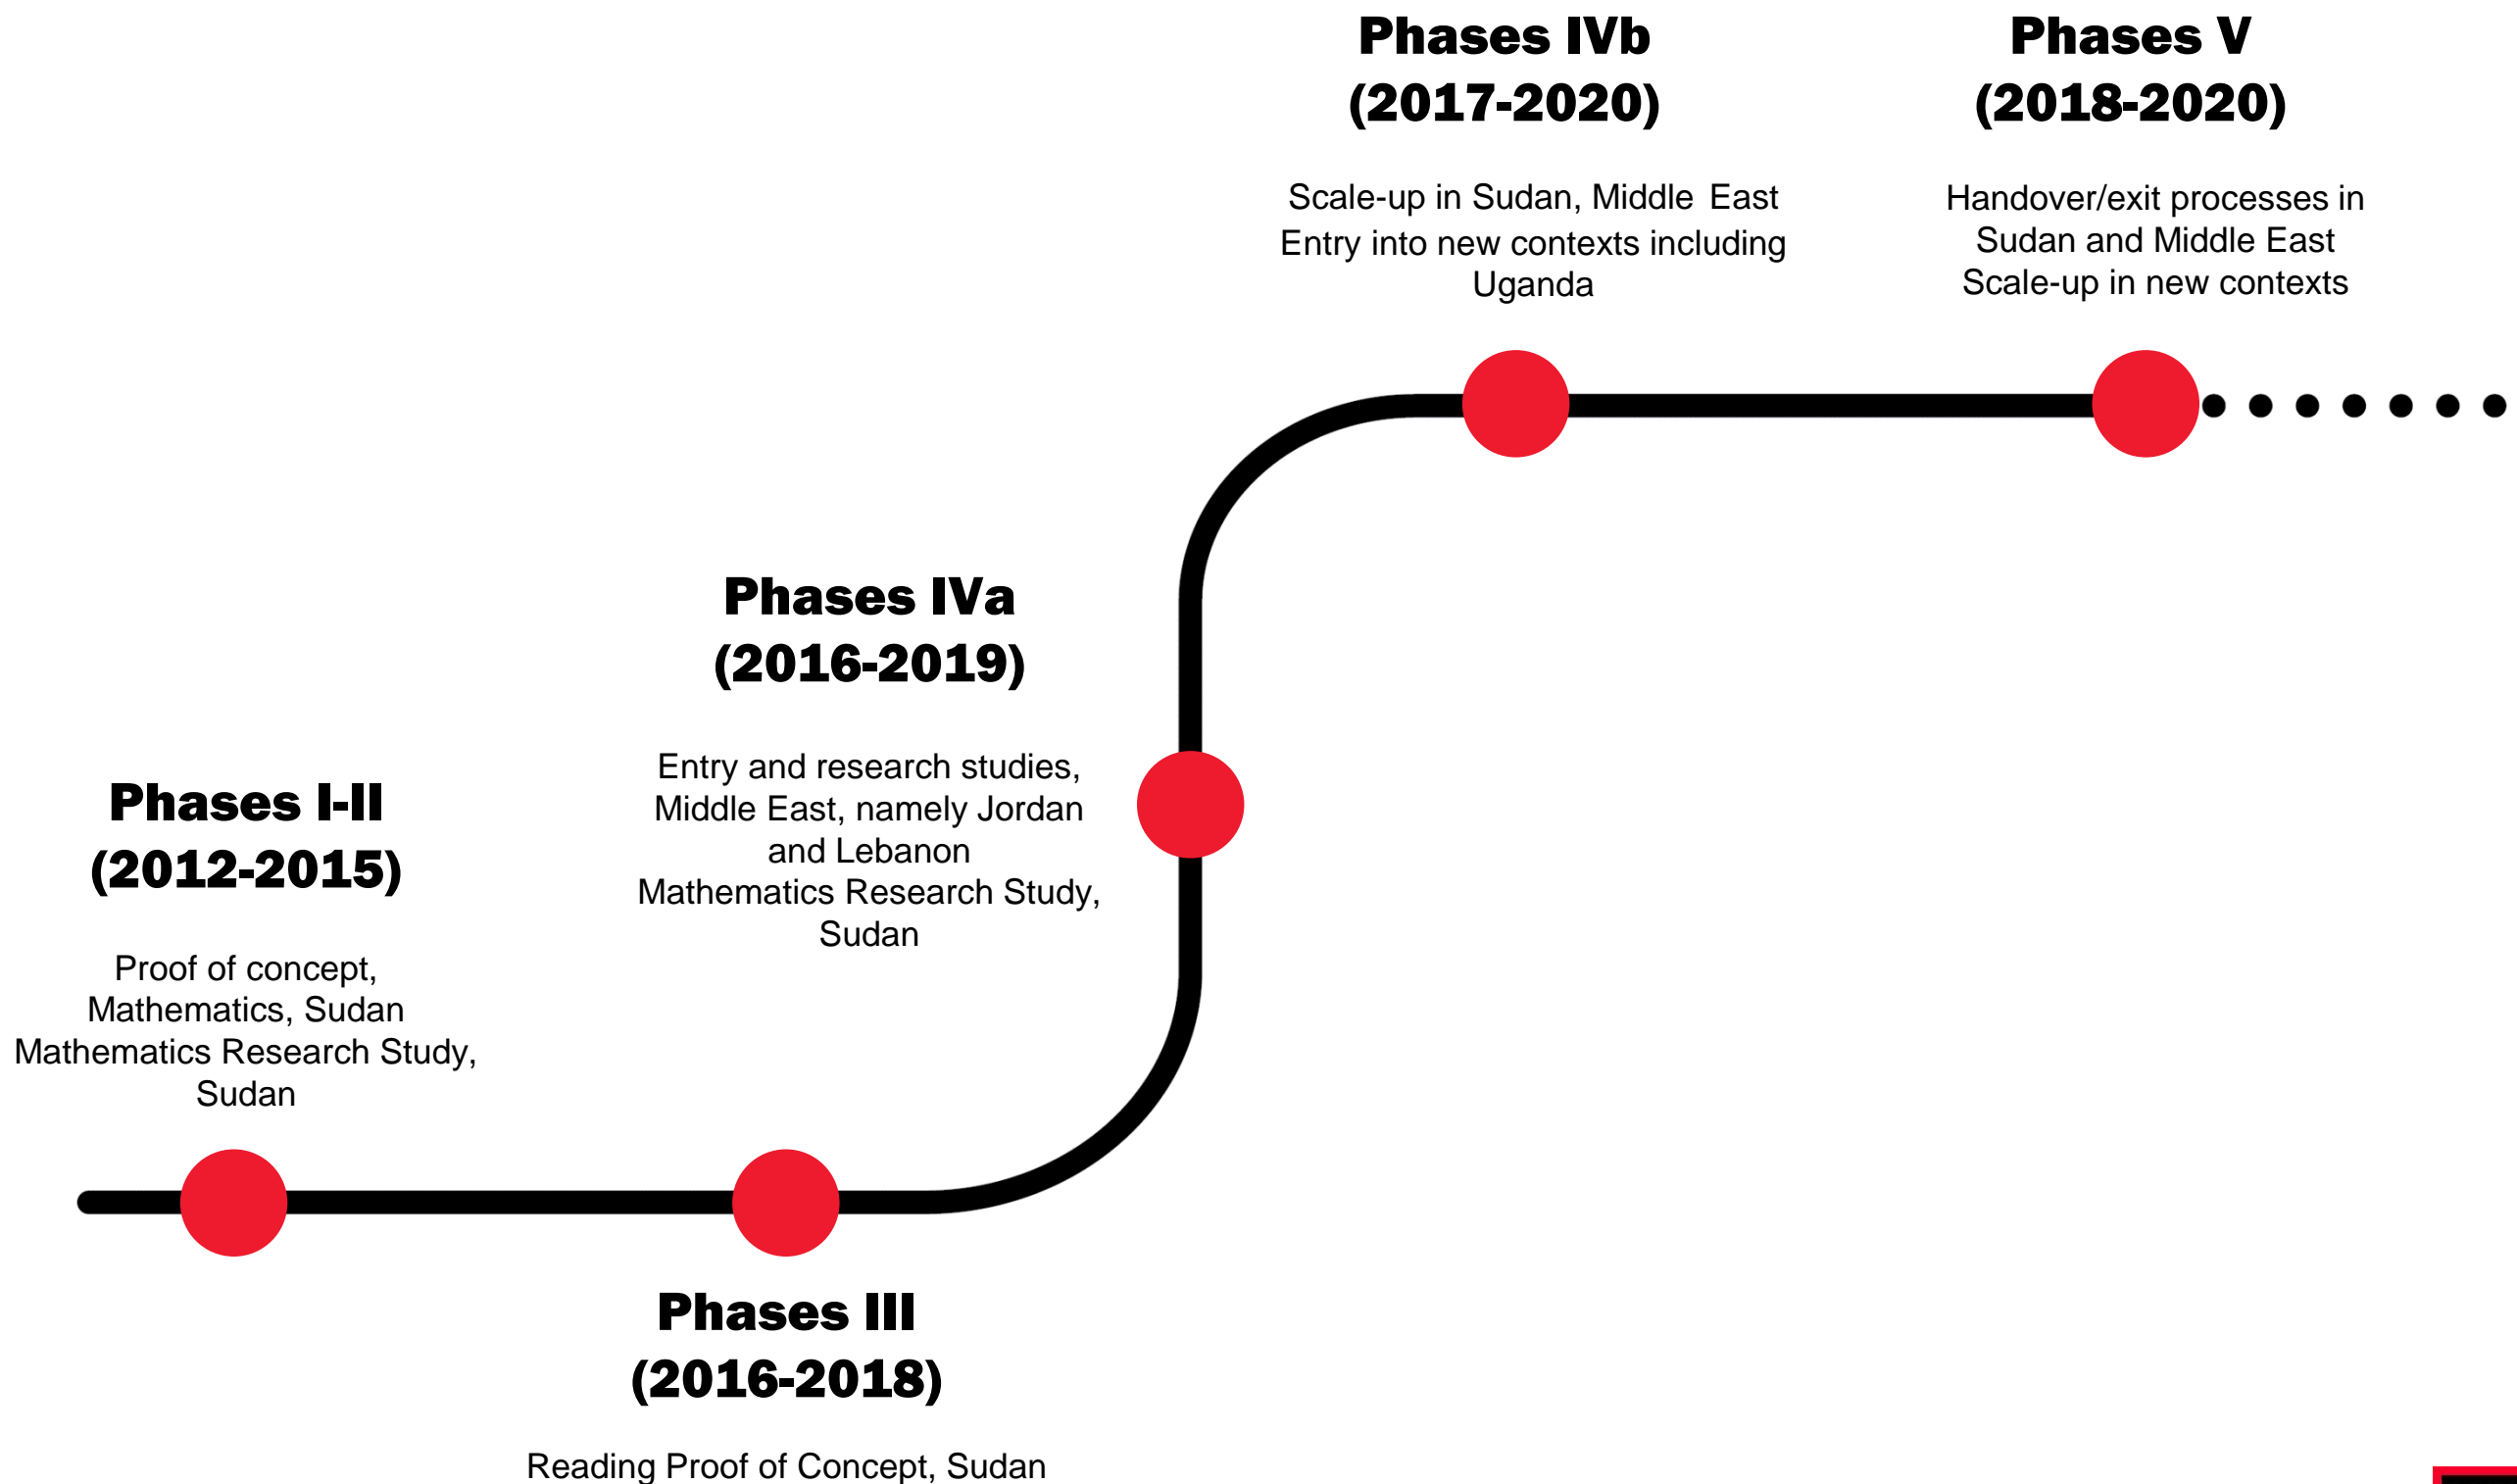 Phases I-II
(2012-2015)
Proof of concept,
Mathematics, Sudan
Mathematics Research Study,
Sudan
Phases III
(2016-2018)
Reading Proof of Concept, Sudan
Phases IVa
(2016-2019)
Entry and research studies,
Middle East, namely Jordan
and Lebanon
Mathematics Research Study,
Sudan
Phases IVb
(2017-2020)
Scale-up in Sudan, Middle East
Entry into new contexts including
Uganda
Phases V
(2018-2020)
Handover/exit processes in
Sudan and Middle East
Scale-up in new contexts